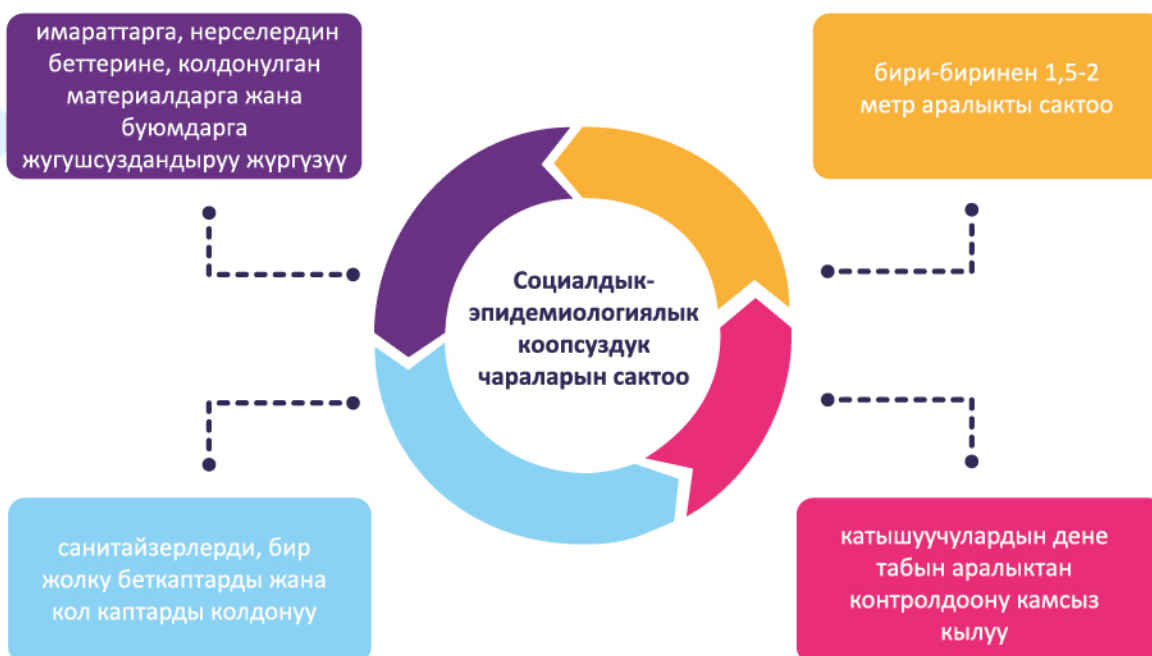 имараттарга, нерселердин
беттерине, колдонулган
материалдарга жана
буюмдарга
жугушсуздандыруу жүргүзүү
бири-биринен 1,5-2
метр аралыкты сактоо
Социалдык-
эпидемиологиялык
коопсуздук
чараларын сактоо
санитайзерлерди, бир
жолку беткаптарды жана
кол каптарды колдонуу
катышуучулардын дене
табын аралыктан
контролдоону камсыз
кылуу